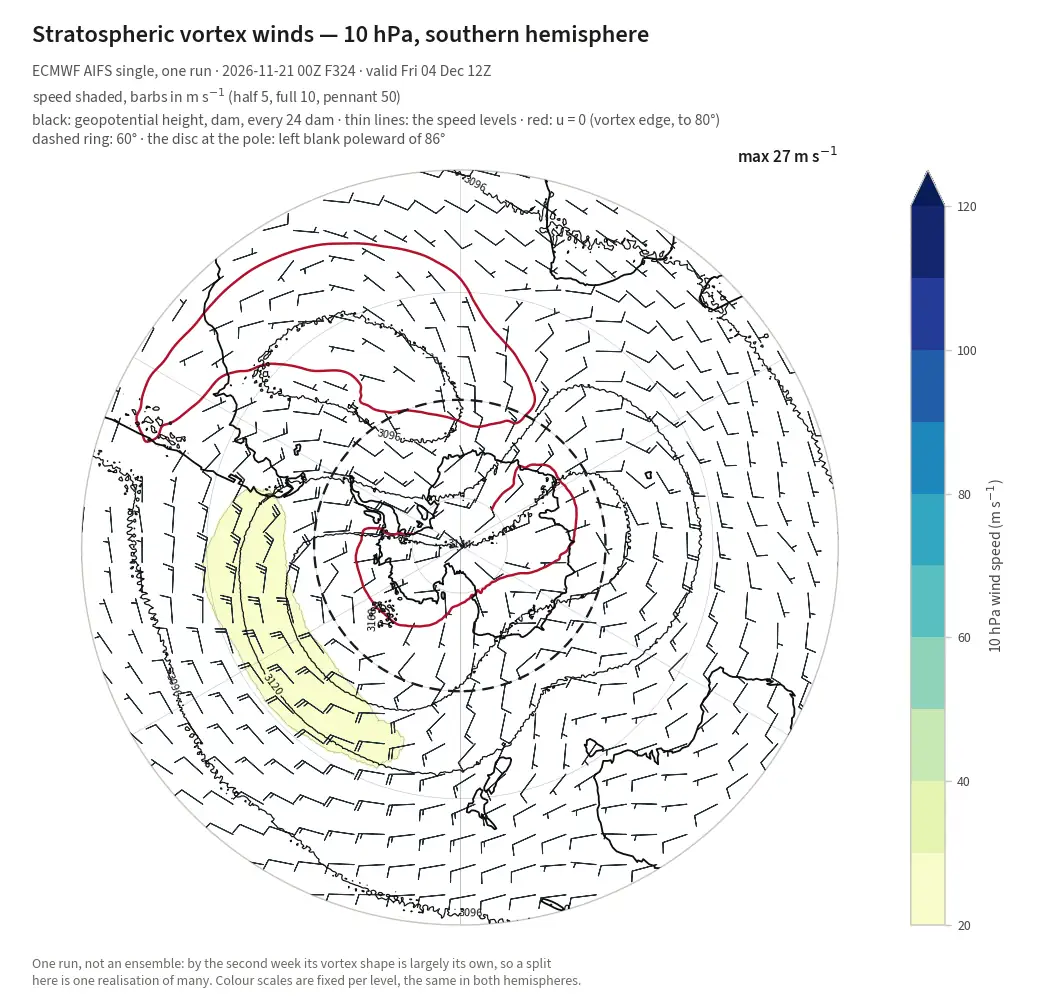 Stratospheric vortex winds — 10 hPa, southern hemisphere
ECMWF AIFS single, one run · 2026-11-21 00Z F324 · valid Fri 04 Dec 12Z
speed shaded, barbs in m s⁻¹ (half 5, full 10, pennant 50)
black: geopotential height, dam, every 24 dam · thin lines: the speed levels · red: u = 0 (vortex edge, to 80°)
dashed ring: 60° · the disc at the pole: left blank poleward of 86°
max 27 m s⁻¹
3096
120
100
3096
80
10 hPa wind speed (m s⁻¹)
3168
60
3120
3096
40
3096
20
One run, not an ensemble: by the second week its vortex shape is largely its own, so a split
here is one realisation of many. Colour scales are fixed per level, the same in both hemispheres.